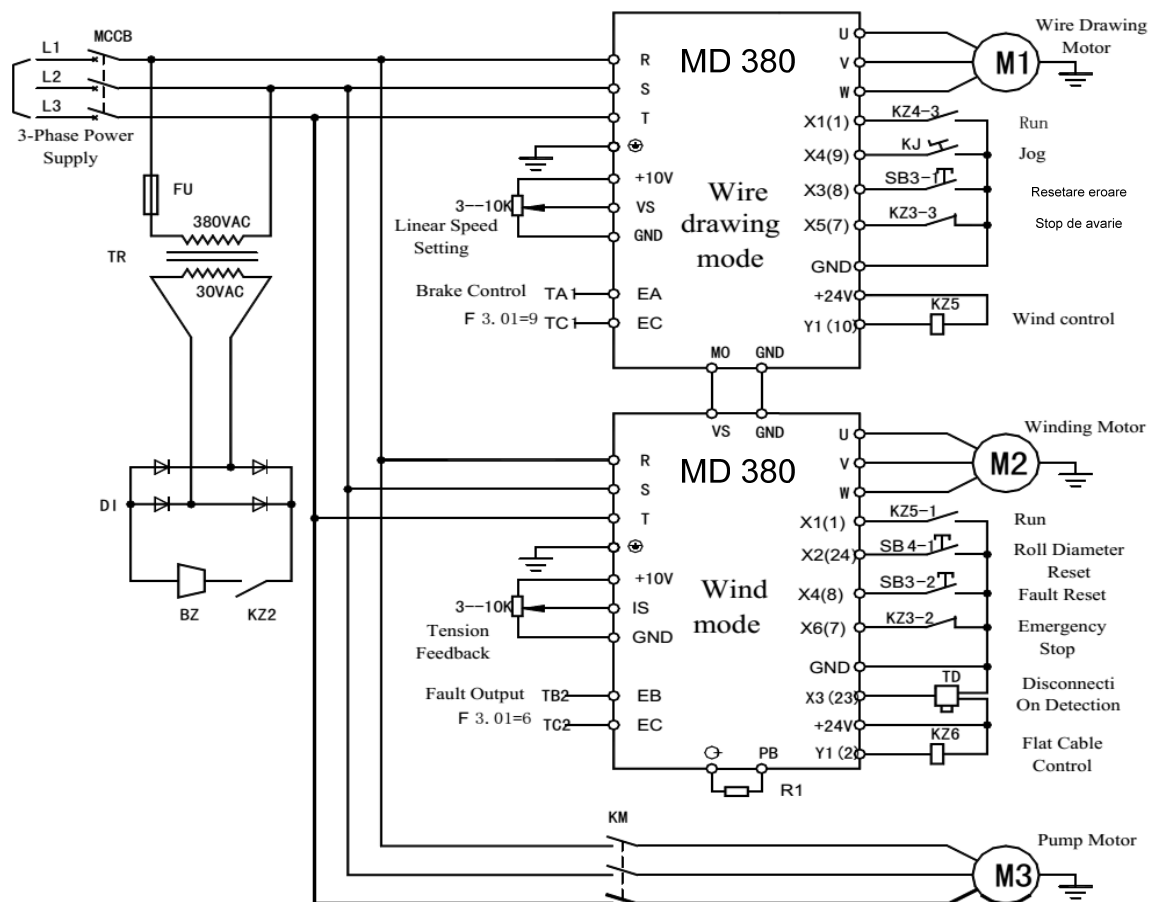 MCCB
L1
L2
L3
3-Phase Power
Supply
FU
380VAC
TR
30VAC
DI
BZ
KZ2
MD 380
Wire
drawing
mode
R
S
T
+10V
VS
GND
3--10K
Linear Speed
Setting
Brake Control
TA1
EA
F 3.01=9
TC1
EC
U
V
W
M1
Wire Drawing
Motor
X1(1)
KZ4-3
Run
X4(9)
KJ
Jog
X3(8)
SB3-1
Resetare eroare
X5(7)
KZ3-3
Stop de avarie
GND
+24V
KZ5
Y1(10)
Wind control
MO
GND
VS
GND
MD 380
Wind
mode
R
S
T
+10V
IS
GND
3--10K
Tension
Feedback
Fault Output
TB2
EB
F 3.01=6
TC2
EC
U
V
W
M2
Winding Motor
X1(1)
KZ5-1
Run
X2(24)
SB4-1
Roll Diameter
Reset
X4(8)
SB3-2
Fault Reset
X6(7)
KZ3-2
Emergency
Stop
GND
TD
X3(23)
Disconnecti
On Detection
+24V
KZ6
Y1(2)
Flat Cable
Control
PB
R1
KM
Pump Motor
M3